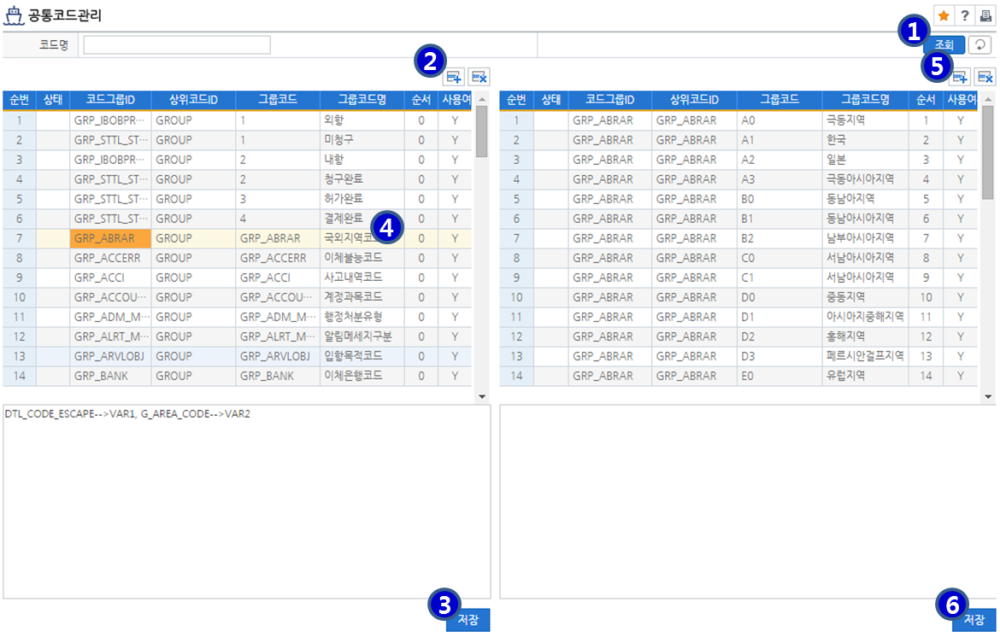 공통코드관리
?
1
코드명
조회
2
5
순번 상태 코드그룹ID 상위코드ID 그룹코드 그룹코드명 순서 사용여
1 GRP_IBOBPR··· GROUP 1 외항 0 Y
2 GRP_STTL_ST··· GROUP 1 미청구 0 Y
3 GRP_IBOBPR··· GROUP 2 내항 0 Y
4 GRP_STTL_ST··· GROUP 2 청구완료 0 Y
5 GRP_STTL_ST··· GROUP 3 허가완료 0 Y
6 GRP_STTL_ST··· GROUP 4 결제완료 0 Y
4
7 GRP_ABRAR GROUP GRP_ABRAR 국외지역코드 0 Y
8 GRP_ACCERR GROUP GRP_ACCERR 이체불능코드 0 Y
9 GRP_ACCI GROUP GRP_ACCI 사고내역코드 0 Y
10 GRP_ACCOU··· GROUP GRP_ACCOU··· 계정과목코드 0 Y
11 GRP_ADM_M··· GROUP GRP_ADM_M··· 행정처분유형 0 Y
12 GRP_ALRT_M··· GROUP GRP_ALRT_M··· 알림메세지구분 0 Y
13 GRP_ARVLOBJ GROUP GRP_ARVLOBJ 입항목적코드 0 Y
14 GRP_BANK GROUP GRP_BANK 이체은행코드 0 Y
순번 상태 코드그룹ID 상위코드ID 그룹코드 그룹코드명 순서 사용여
1 GRP_ABRAR GRP_ABRAR A0 극동지역 1 Y
2 GRP_ABRAR GRP_ABRAR A1 한국 2 Y
3 GRP_ABRAR GRP_ABRAR A2 일본 3 Y
4 GRP_ABRAR GRP_ABRAR A3 극동아시아지역 4 Y
5 GRP_ABRAR GRP_ABRAR B0 동남아지역 5 Y
6 GRP_ABRAR GRP_ABRAR B1 동남아시지역 6 Y
7 GRP_ABRAR GRP_ABRAR B2 남부아시지역 7 Y
8 GRP_ABRAR GRP_ABRAR C0 서남아시지역 8 Y
9 GRP_ABRAR GRP_ABRAR C1 서남아시아지역 9 Y
10 GRP_ABRAR GRP_ABRAR D0 중동지역 10 Y
11 GRP_ABRAR GRP_ABRAR D1 아시아지중해지역 11 Y
12 GRP_ABRAR GRP_ABRAR D2 홍해지역 12 Y
13 GRP_ABRAR GRP_ABRAR D3 페르시안걸프지역 13 Y
14 GRP_ABRAR GRP_ABRAR E0 유럽지역 14 Y
DTL_CODE_ESCAPE-->VAR1, G_AREA_CODE-->VAR2
3
저장
6
저장